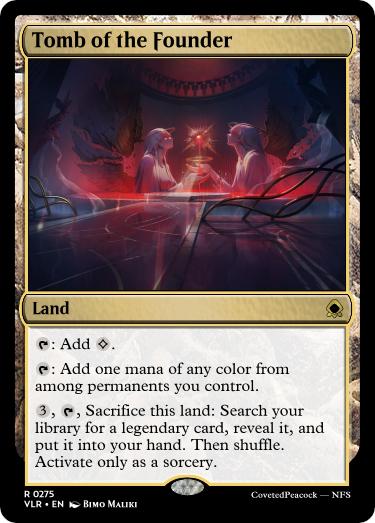 Tomb of the Founder
Land
: Add .
: Add one mana of any color from
among permanents you control.
3, , Sacrifice this land: Search your
library for a legendary card, reveal it, and
put it into your hand. Then shuffle.
Activate only as a sorcery.
R 0275
VLR • EN Bimo Maliki
CovetedPeacock — NFS